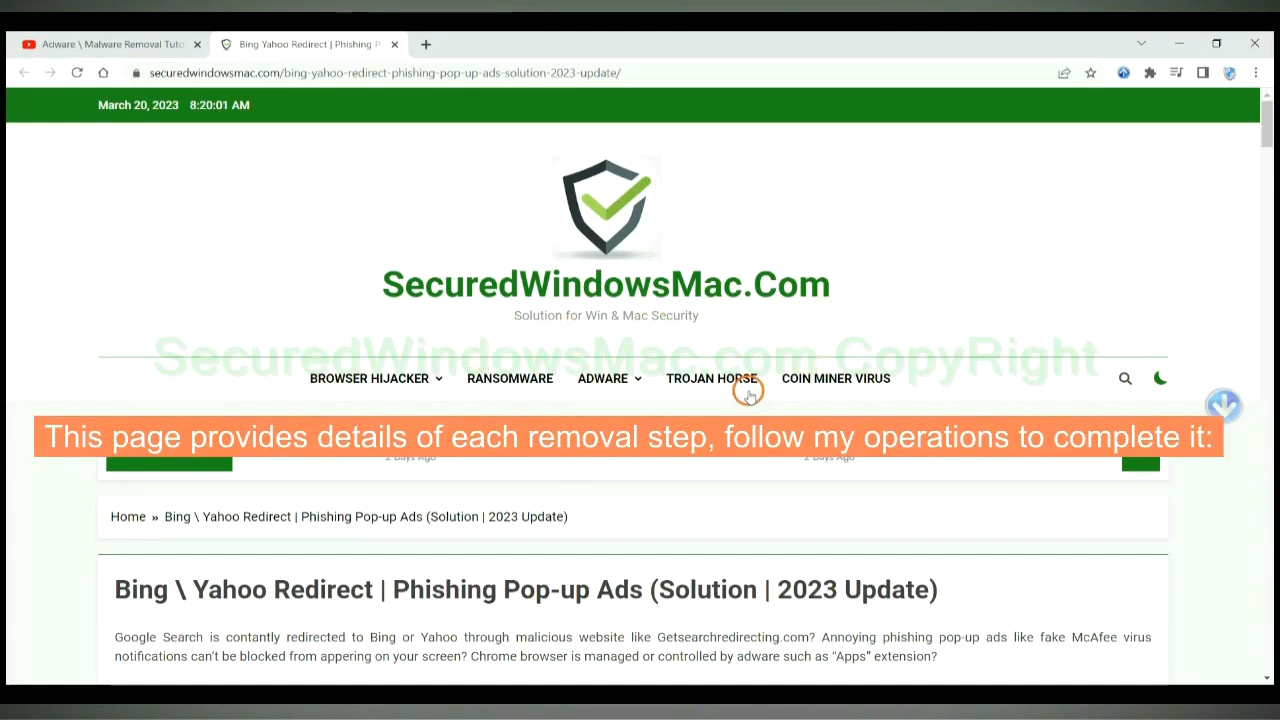 Adware \ Malware Removal Tuto
Bing Yahoo Redirect | Phishing P
securedwindowsmac.com/bing-yahoo-redirect-phishing-pop-up-ads-solution-2023-update/
March 20, 2023 8:20:01 AM
SecuredWindowsMac.Com
Solution for Win & Mac Security
SecuredWindowsMac.com CopyRight
BROWSER HIJACKER RANSOMWARE ADWARE TROJAN HORSE COIN MINER VIRUS
This page provides details of each removal step, follow my operations to complete it:
2 Days Ago 2 Days Ago
Home » Bing \ Yahoo Redirect | Phishing Pop-up Ads (Solution | 2023 Update)
Bing \ Yahoo Redirect | Phishing Pop-up Ads (Solution | 2023 Update)
Google Search is contantly redirected to Bing or Yahoo through malicious website like Getsearchredirecting.com? Annoying phishing pop-up ads like fake McAfee virus
notifications can't be blocked from appering on your screen? Chrome browser is managed or controlled by adware such as “Apps” extension?